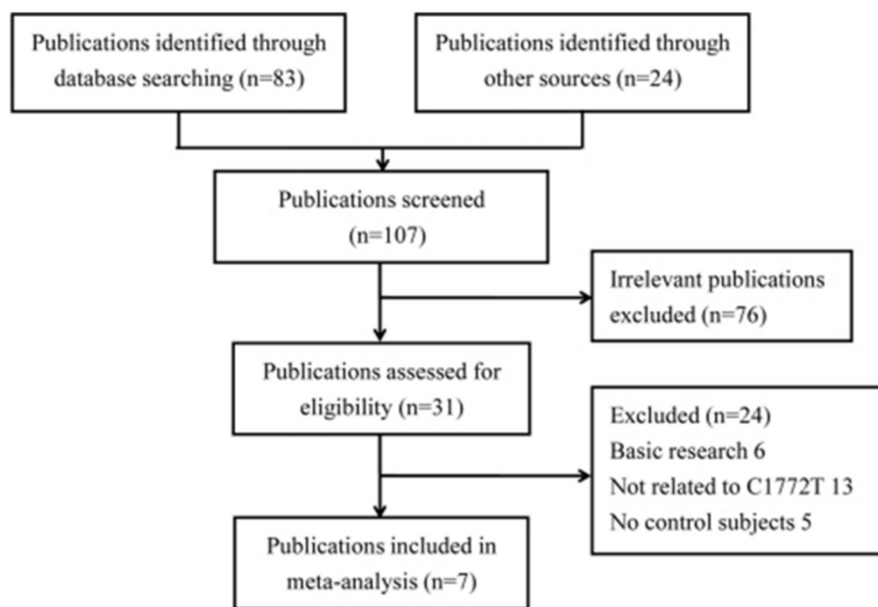 Publications identified through
database searching (n=83)
Publications identified through
other sources (n=24)
Publications screened
(n=107)
Irrelevant publications
excluded (n=76)
Publications assessed for
eligibility (n=31)
Excluded (n=24)
Basic research 6
Not related to C1772T 13
No control subjects 5
Publications included in
meta-analysis (n=7)